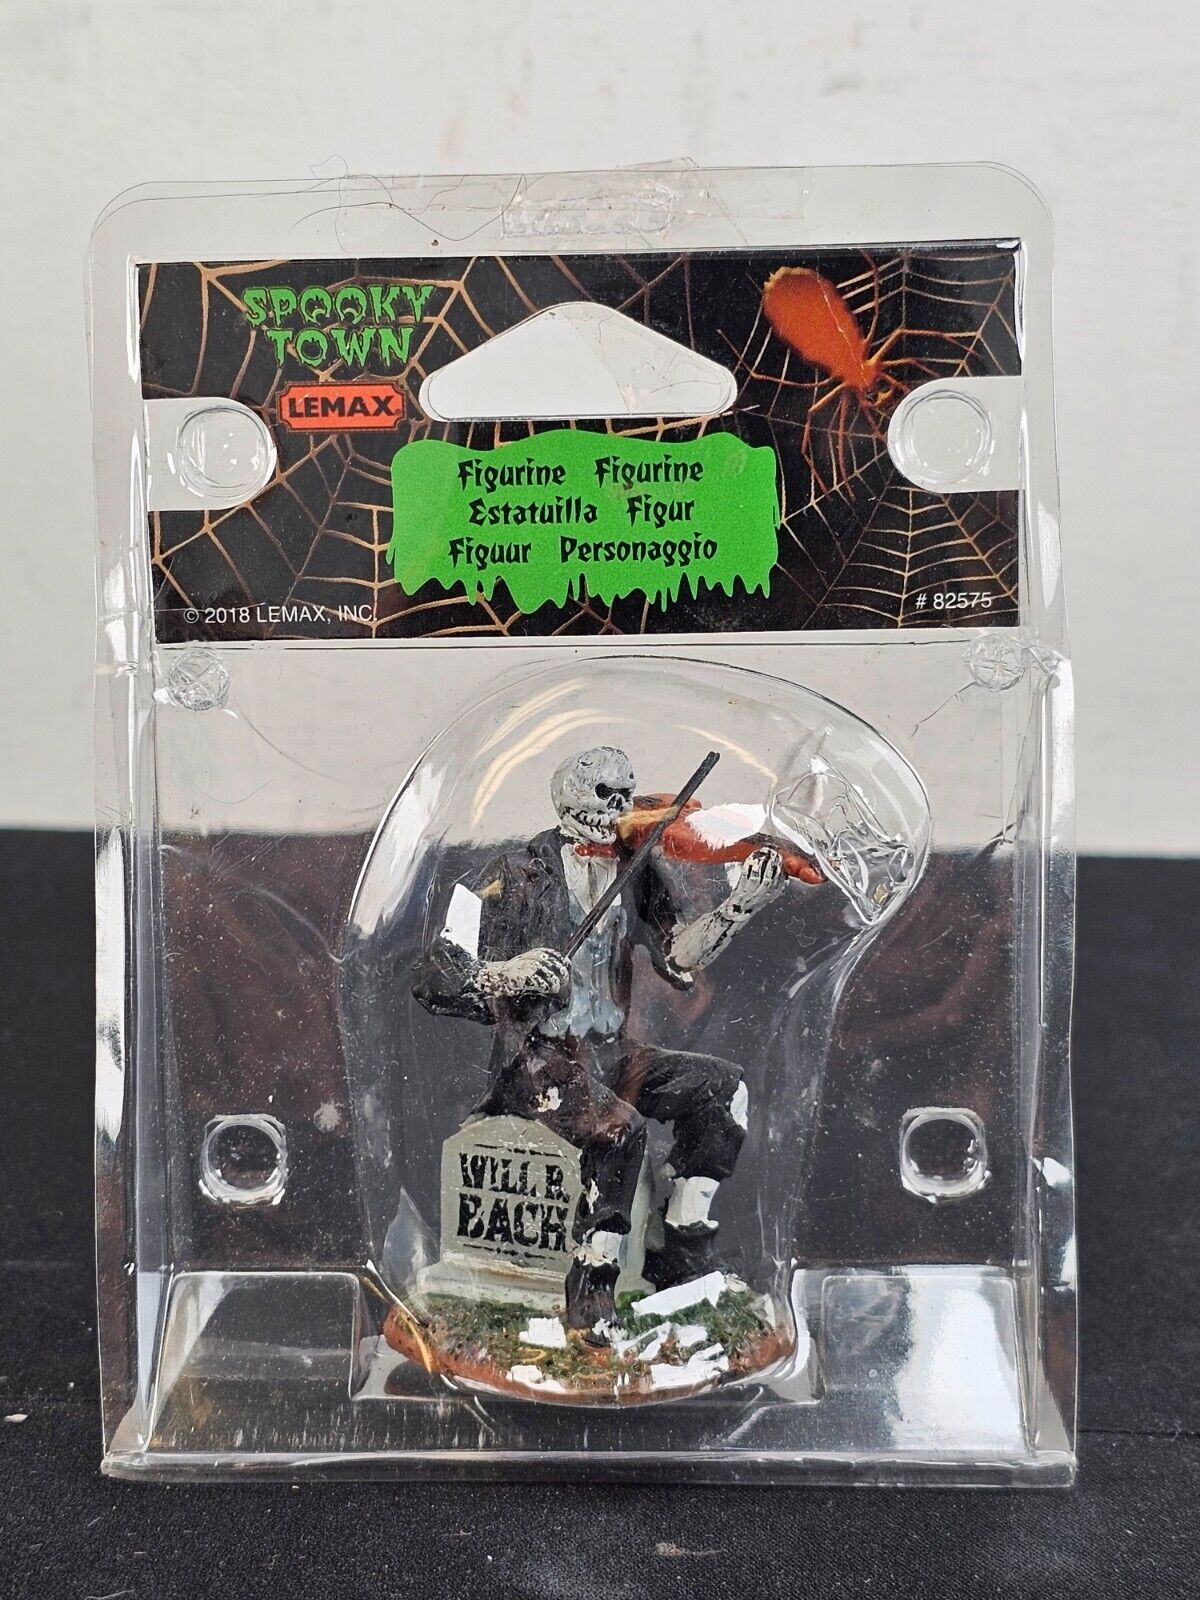 SPOOKY
TOWN
LEMAX
Figurine Figurine
Estatuilla Figur
Figuur Personaggio
© 2018 LEMAX, INC.
# 82575
WILL B.
BACH